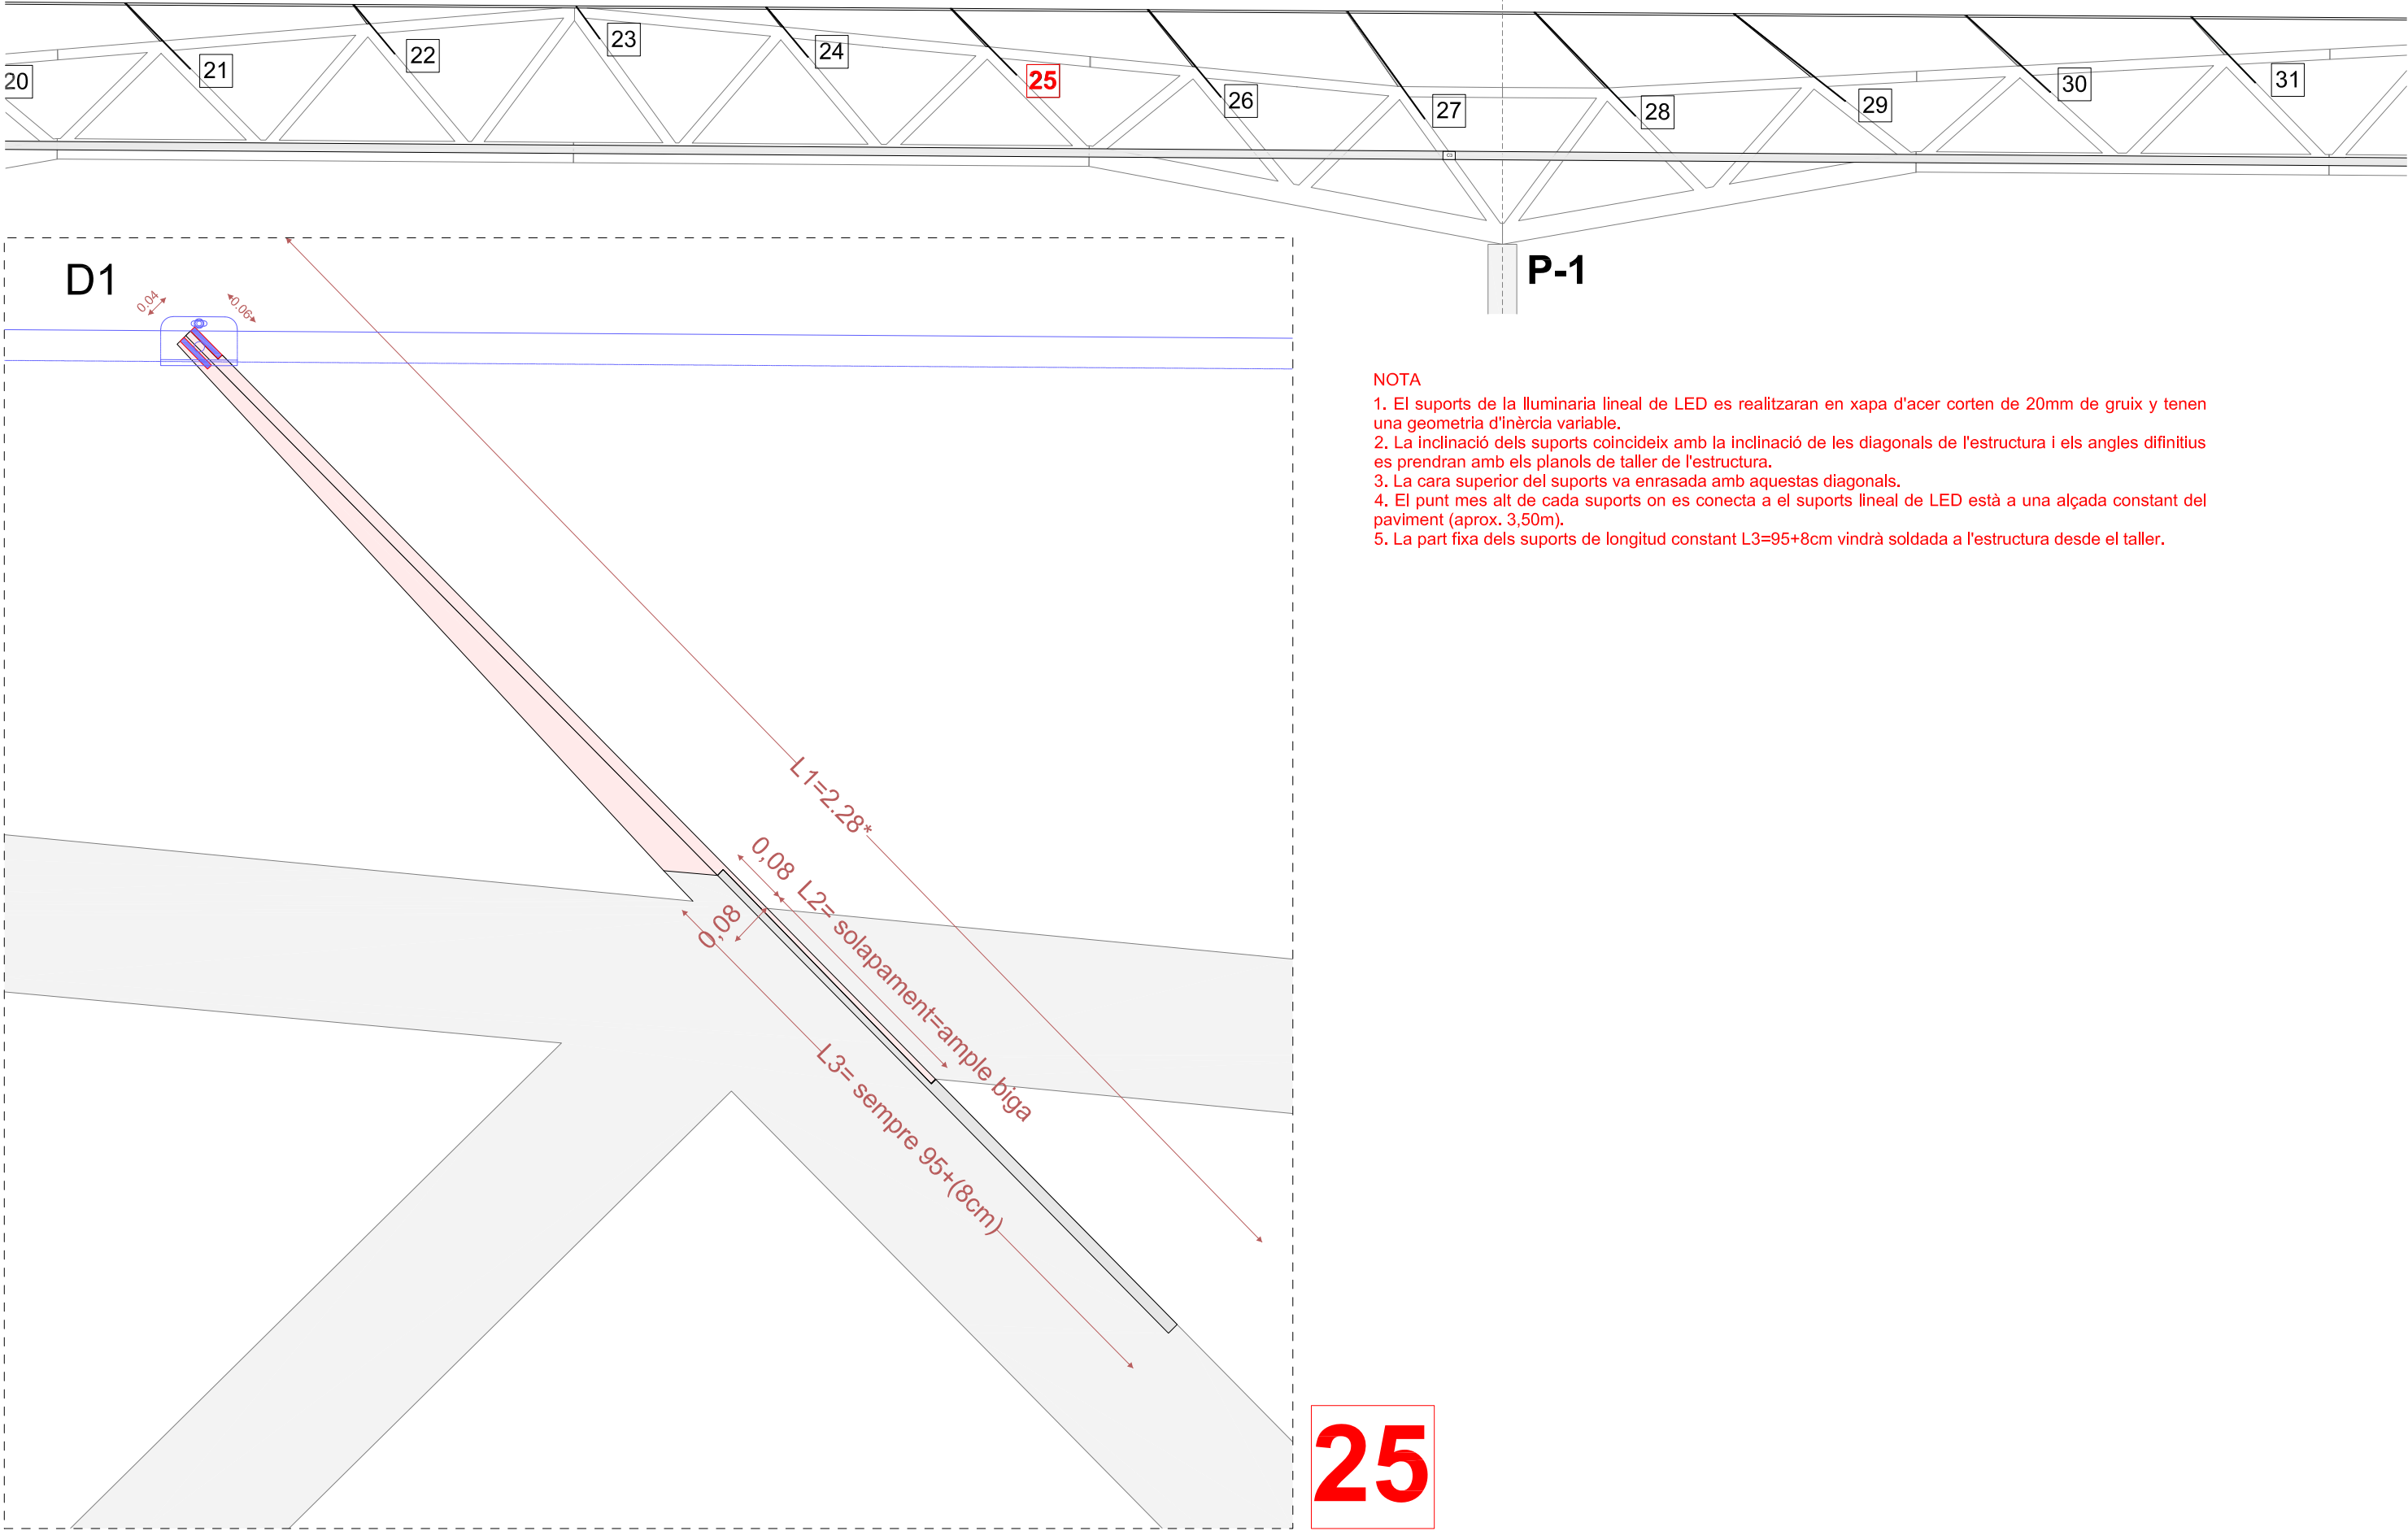 20
21
22
23
24
25
26
27
28
29
30
31
D1
P-1
0.04
0.06
NOTA
1. El suports de la lluminaria lineal de LED es realitzaran en xapa d'acer corten de 20mm de gruix y tenen
una geometria d'inèrcia variable.
2. La inclinació dels suports coincideix amb la inclinació de les diagonals de l'estructura i els angles difinitius
es prendran amb els planols de taller de l'estructura.
3. La cara superior del suports va enrasada amb aquestas diagonals.
4. El punt mes alt de cada suports on es conecta a el suports lineal de LED està a una alçada constant del
paviment (aprox. 3,50m).
5. La part fixa dels suports de longitud constant L3=95+8cm vindrà soldada a l'estructura desde el taller.
L1=2.28*
0,08
L2= solapament=ample biga
0,08
L3= sempre 95+(8cm)
25